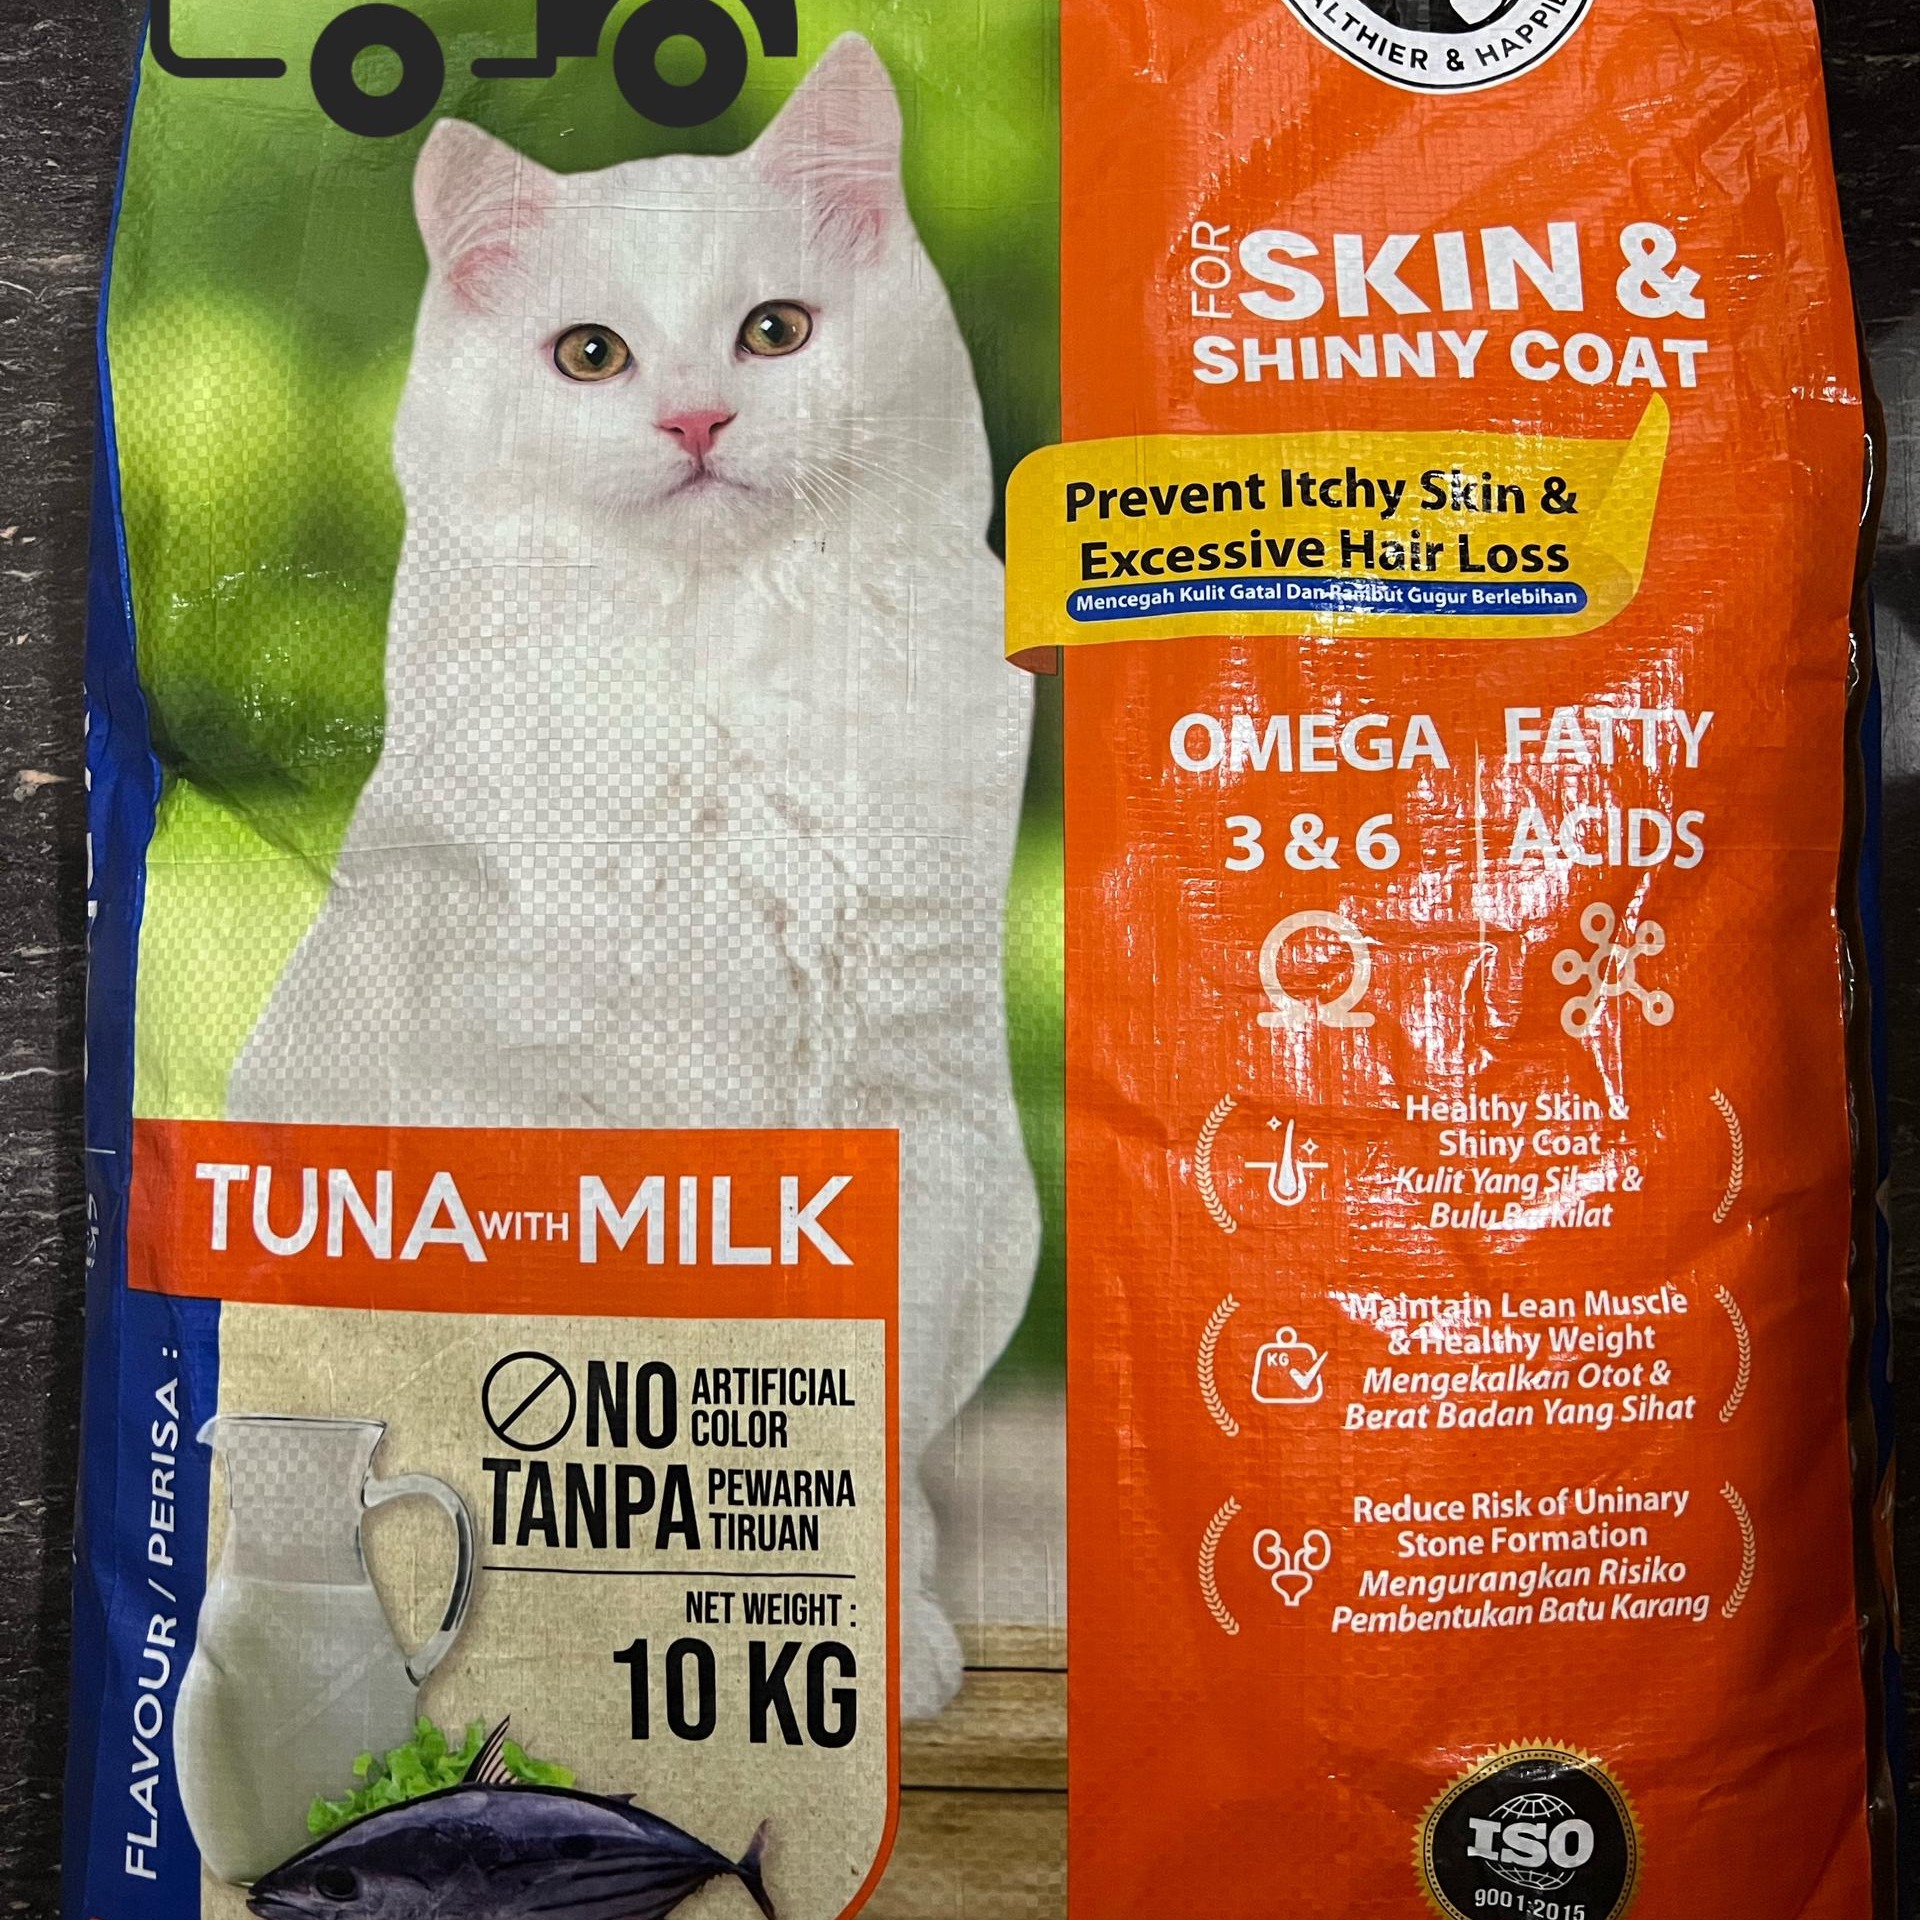 FOR
SKIN &
SHINNY COAT
Prevent Itchy Skin &
Excessive Hair Loss
Mencegah Kulit Gatal Dan Rambut Gugur Berlebihan
OMEGA
3 & 6
FATTY
ACIDS
Healthy Skin &
Shiny Coat
Kulit Yang Sihat &
Bulu Berkilat
KG
Maintain Lean Muscle
& Healthy Weight
Mengekalkan Otot &
Berat Badan Yang Sihat
Reduce Risk of Uninary
Stone Formation
Mengurangkan Risiko
Pembentukan Batu Karang
ISO
9001:2015
TUNA WITH MILK
NO ARTIFICIAL
COLOR
TANPA PEWARNA
TIRUAN
NET WEIGHT :
10 KG
FLAVOUR / PERISA :